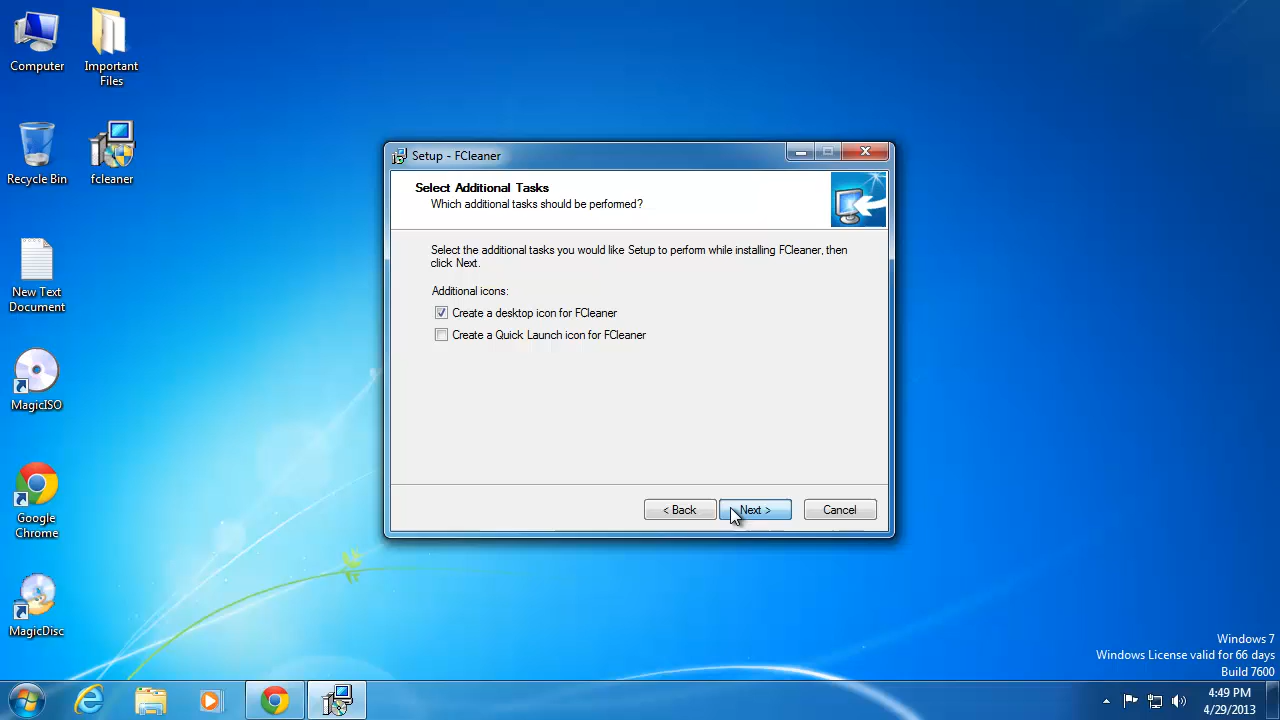 Computer
Important
Files
Recycle Bin
fcleaner
New Text
Document
MagicISO
Google
Chrome
MagicDisc
Setup - FCleaner
Select Additional Tasks
Which additional tasks should be performed?
Select the additional tasks you would like Setup to perform while installing FCleaner, then
click Next.
Additional icons:
Create a desktop icon for FCleaner
Create a Quick Launch icon for FCleaner
< Back
Next >
Cancel
Windows 7
Windows License valid for 66 days
Build 7600
4:49 PM
4/29/2013